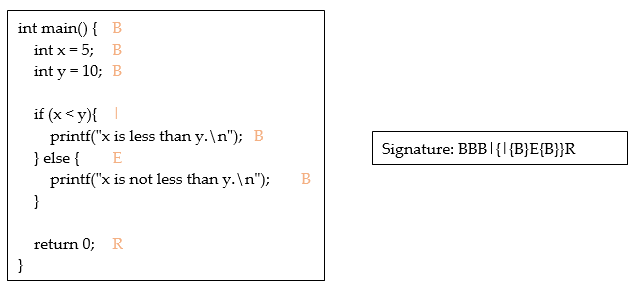 int main() { B
int x = 5; B
int y = 10; B
if (x < y){ |
printf("x is less than y.\n"); B
} else { E
printf("x is not less than y.\n"); B
}
return 0; R
}
Signature: BBB|{|{B}E{B}}R